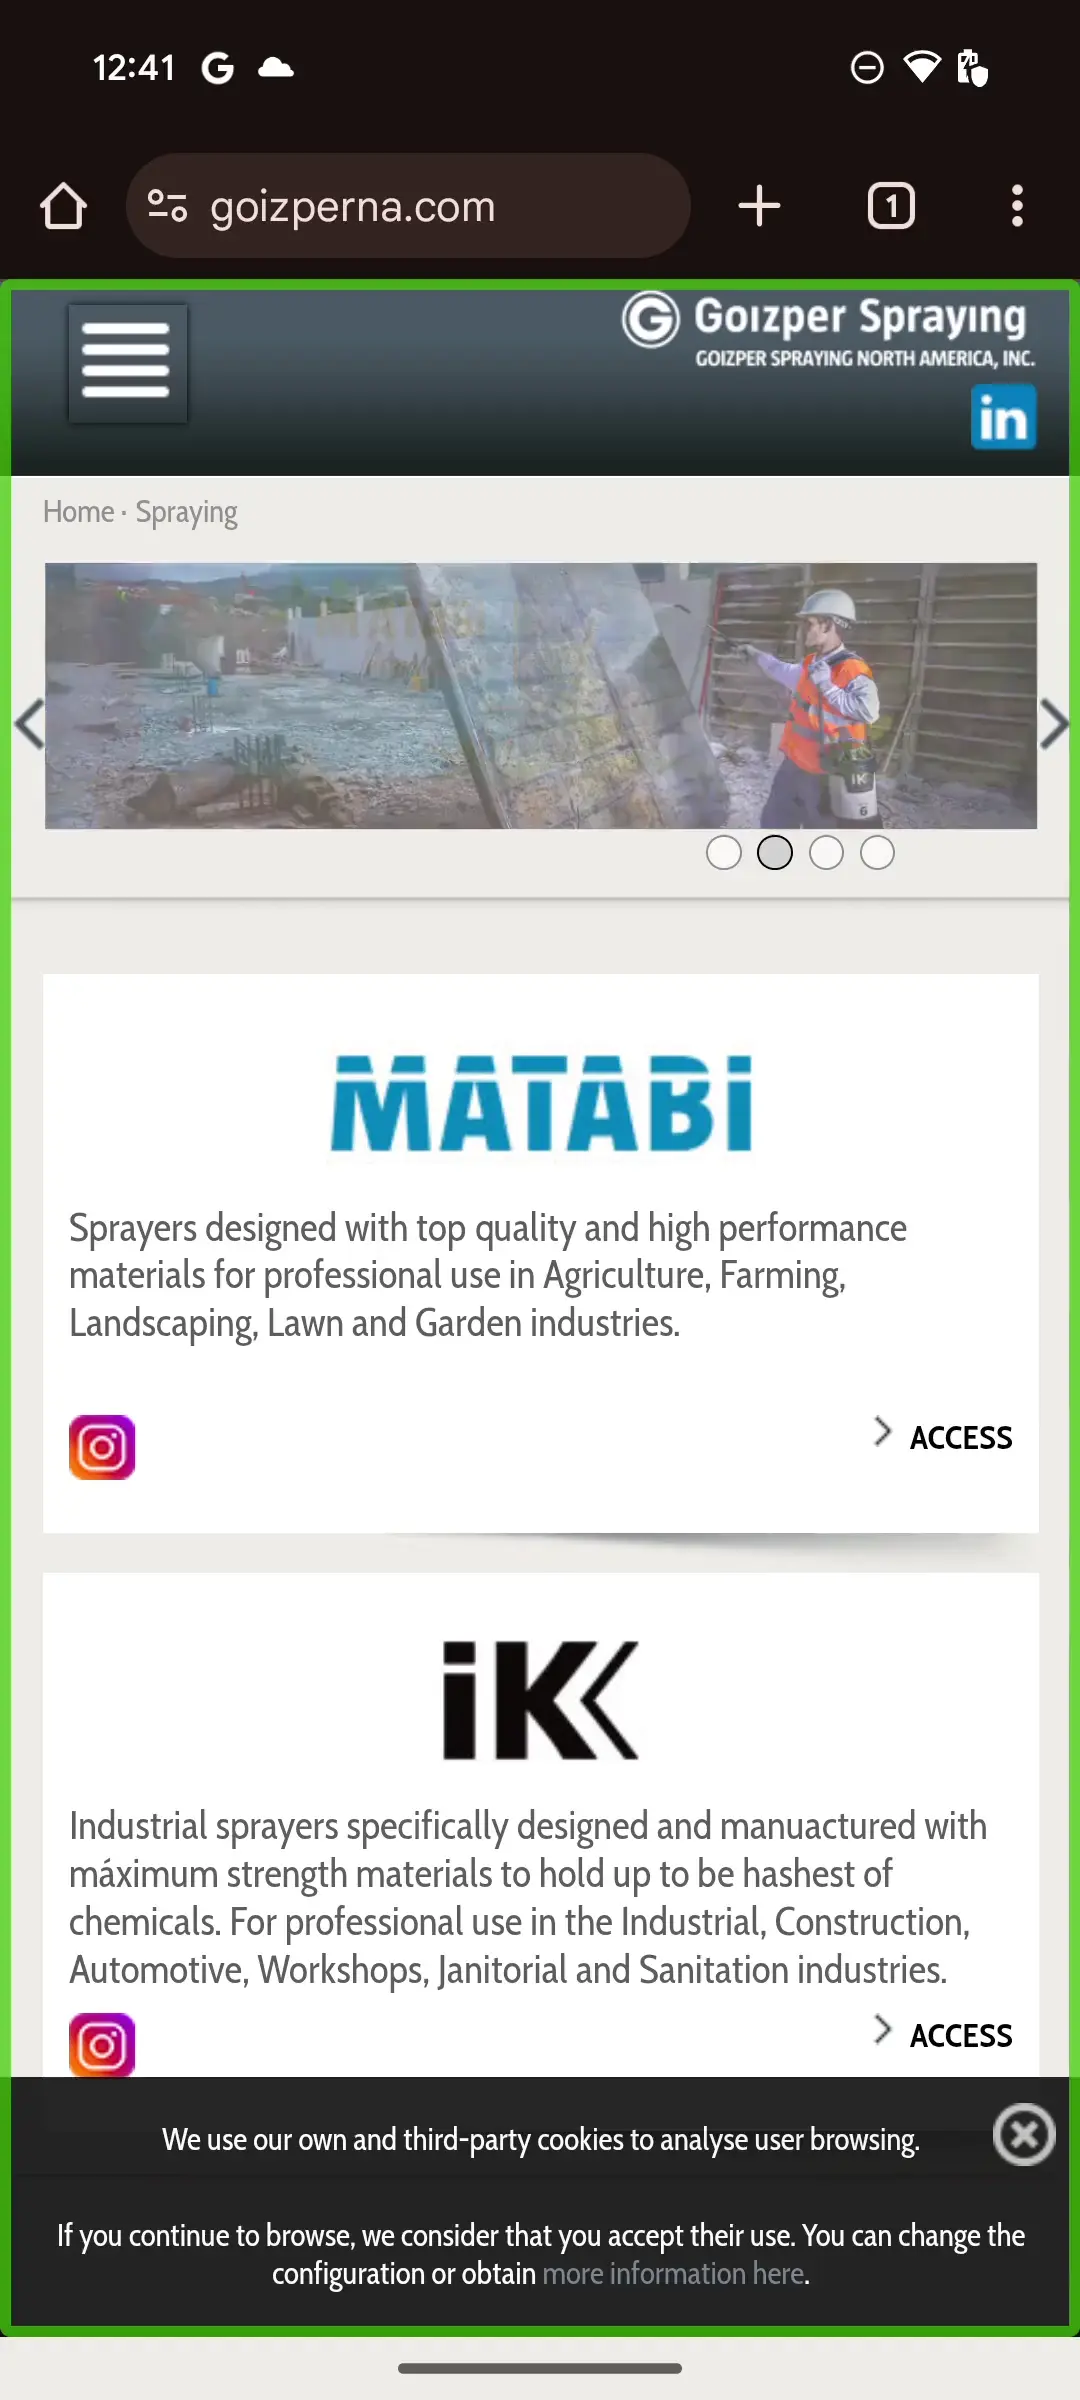 12:41
goizperna.com
1
Goizper Spraying
GOIZPER SPRAYING NORTH AMERICA, INC.
in
Home · Spraying
iK
6
MATABi
Sprayers designed with top quality and high performance
materials for professional use in Agriculture, Farming,
Landscaping, Lawn and Garden industries.
ACCESS
iK
Industrial sprayers specifically designed and manuactured with
máximum strength materials to hold up to be hashest of
chemicals. For professional use in the Industrial, Construction,
Automotive, Workshops, Janitorial and Sanitation industries.
ACCESS
We use our own and third-party cookies to analyse user browsing.
If you continue to browse, we consider that you accept their use. You can change the
configuration or obtain more information here.